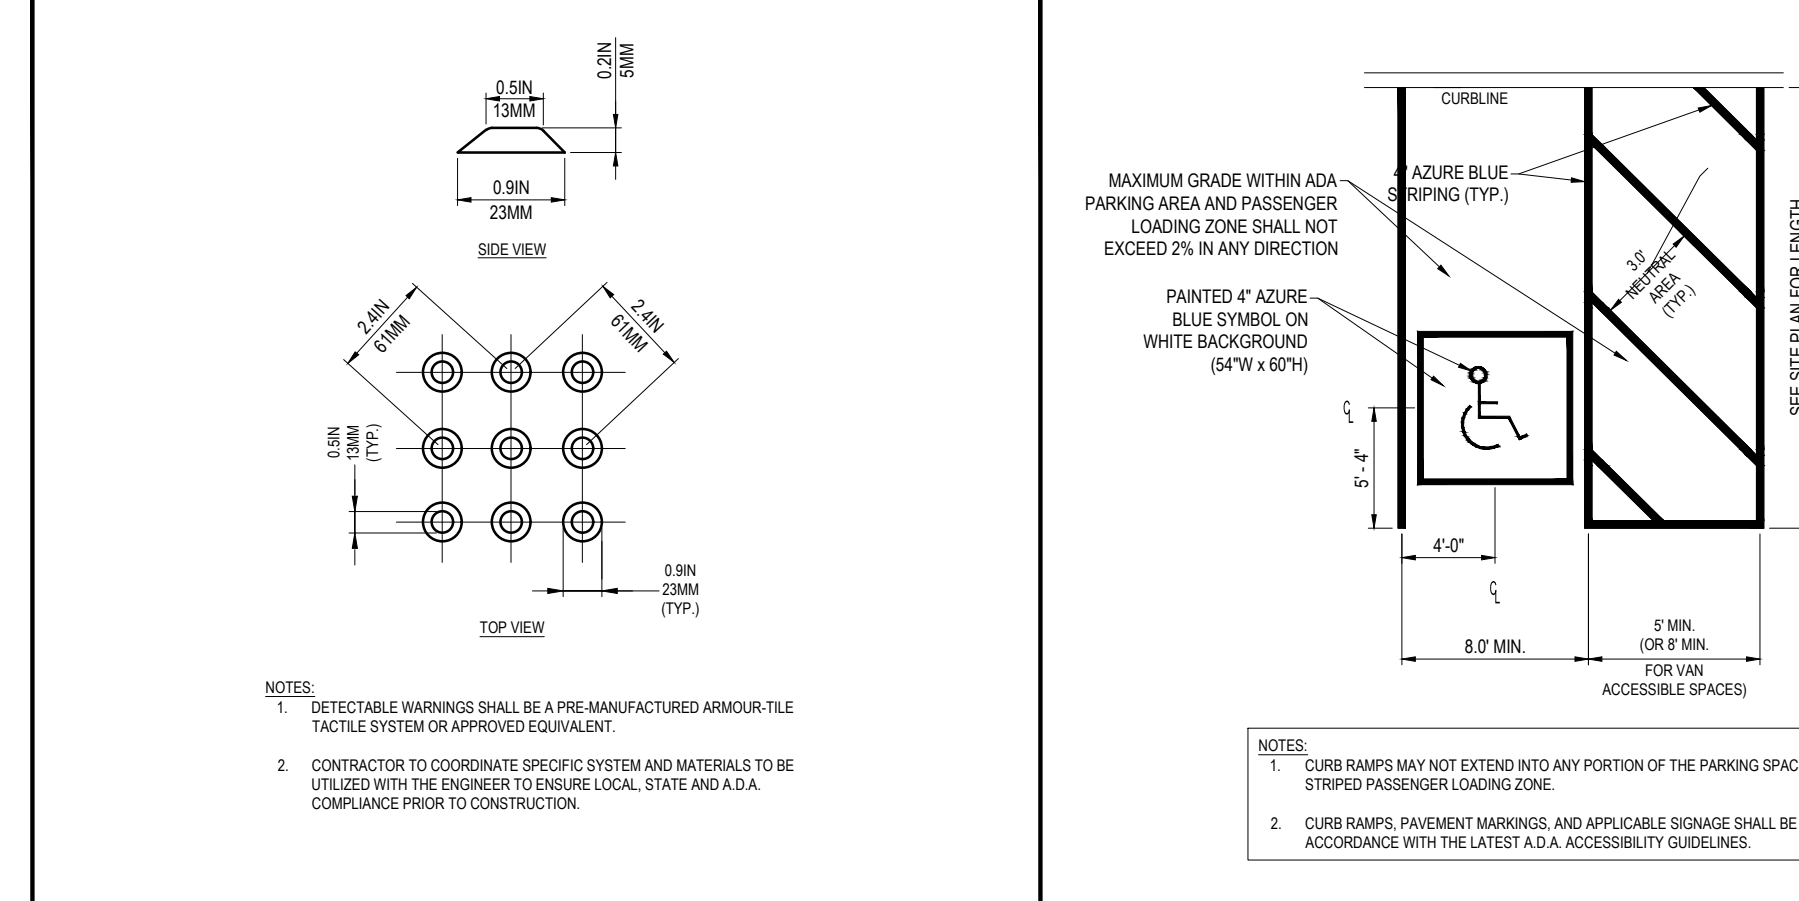 0.2IN
5MM
0.5IN
13MM
0.9IN
23MM
SIDE VIEW
2.4IN
61MM
2.4IN
61MM
0.5IN
13MM
(TYP.)
0.9IN
23MM
(TYP.)
TOP VIEW
NOTES:
1. DETECTABLE WARNINGS SHALL BE A PRE-MANUFACTURED ARMOUR-TILE
TACTILE SYSTEM OR APPROVED EQUIVALENT.
2. CONTRACTOR TO COORDINATE SPECIFIC SYSTEM AND MATERIALS TO BE
UTILIZED WITH THE ENGINEER TO ENSURE LOCAL, STATE AND A.D.A.
COMPLIANCE PRIOR TO CONSTRUCTION.
CURBLINE
4" AZURE BLUE
STRIPING (TYP.)
MAXIMUM GRADE WITHIN ADA
PARKING AREA AND PASSENGER
LOADING ZONE SHALL NOT
EXCEED 2% IN ANY DIRECTION
PAINTED 4" AZURE
BLUE SYMBOL ON
WHITE BACKGROUND
(54"W x 60"H)
3.0'
NEUTRAL
AREA
(TYP.)
SEE SITE PLAN FOR LENGTH
CL
5' - 4"
4'-0"
CL
8.0' MIN.
5' MIN.
(OR 8' MIN.
FOR VAN
ACCESSIBLE SPACES)
NOTES:
1. CURB RAMPS MAY NOT EXTEND INTO ANY PORTION OF THE PARKING SPAC
STRIPED PASSENGER LOADING ZONE.
2. CURB RAMPS, PAVEMENT MARKINGS, AND APPLICABLE SIGNAGE SHALL BE
ACCORDANCE WITH THE LATEST A.D.A. ACCESSIBILITY GUIDELINES.